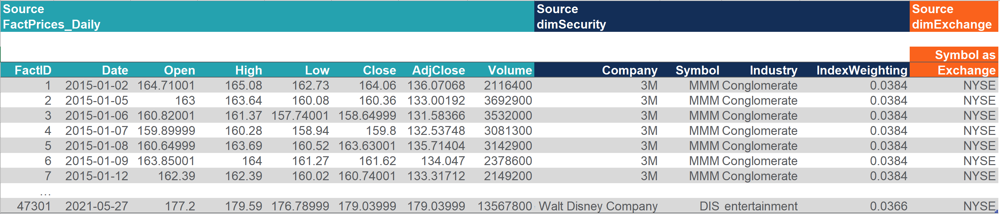 Source Source Source
FactPrices_Daily dimSecurity dimExchange
Symbol as
FactID Date Open High Low Close AdjClose Volume Company Symbol Industry IndexWeighting Exchange
1 2015-01-02 164.71001 165.08 162.73 164.06 136.07068 2116400 3M MMM Conglomerate 0.0384 NYSE
2 2015-01-05 163 163.64 160.08 160.36 133.00192 3692900 3M MMM Conglomerate 0.0384 NYSE
3 2015-01-06 160.82001 161.37 157.74001 158.64999 131.58366 3532000 3M MMM Conglomerate 0.0384 NYSE
4 2015-01-07 159.89999 160.28 158.94 159.8 132.53748 3081300 3M MMM Conglomerate 0.0384 NYSE
5 2015-01-08 160.64999 163.69 160.52 163.63001 135.71404 3142900 3M MMM Conglomerate 0.0384 NYSE
6 2015-01-09 163.85001 164 161.27 161.62 134.047 2378600 3M MMM Conglomerate 0.0384 NYSE
7 2015-01-12 162.39 162.39 160.02 160.74001 133.31712 2149200 3M MMM Conglomerate 0.0384 NYSE
...
47301 2021-05-27 177.2 179.59 176.78999 179.03999 179.03999 13567800 Walt Disney Company DIS entertainment 0.0366 NYSE